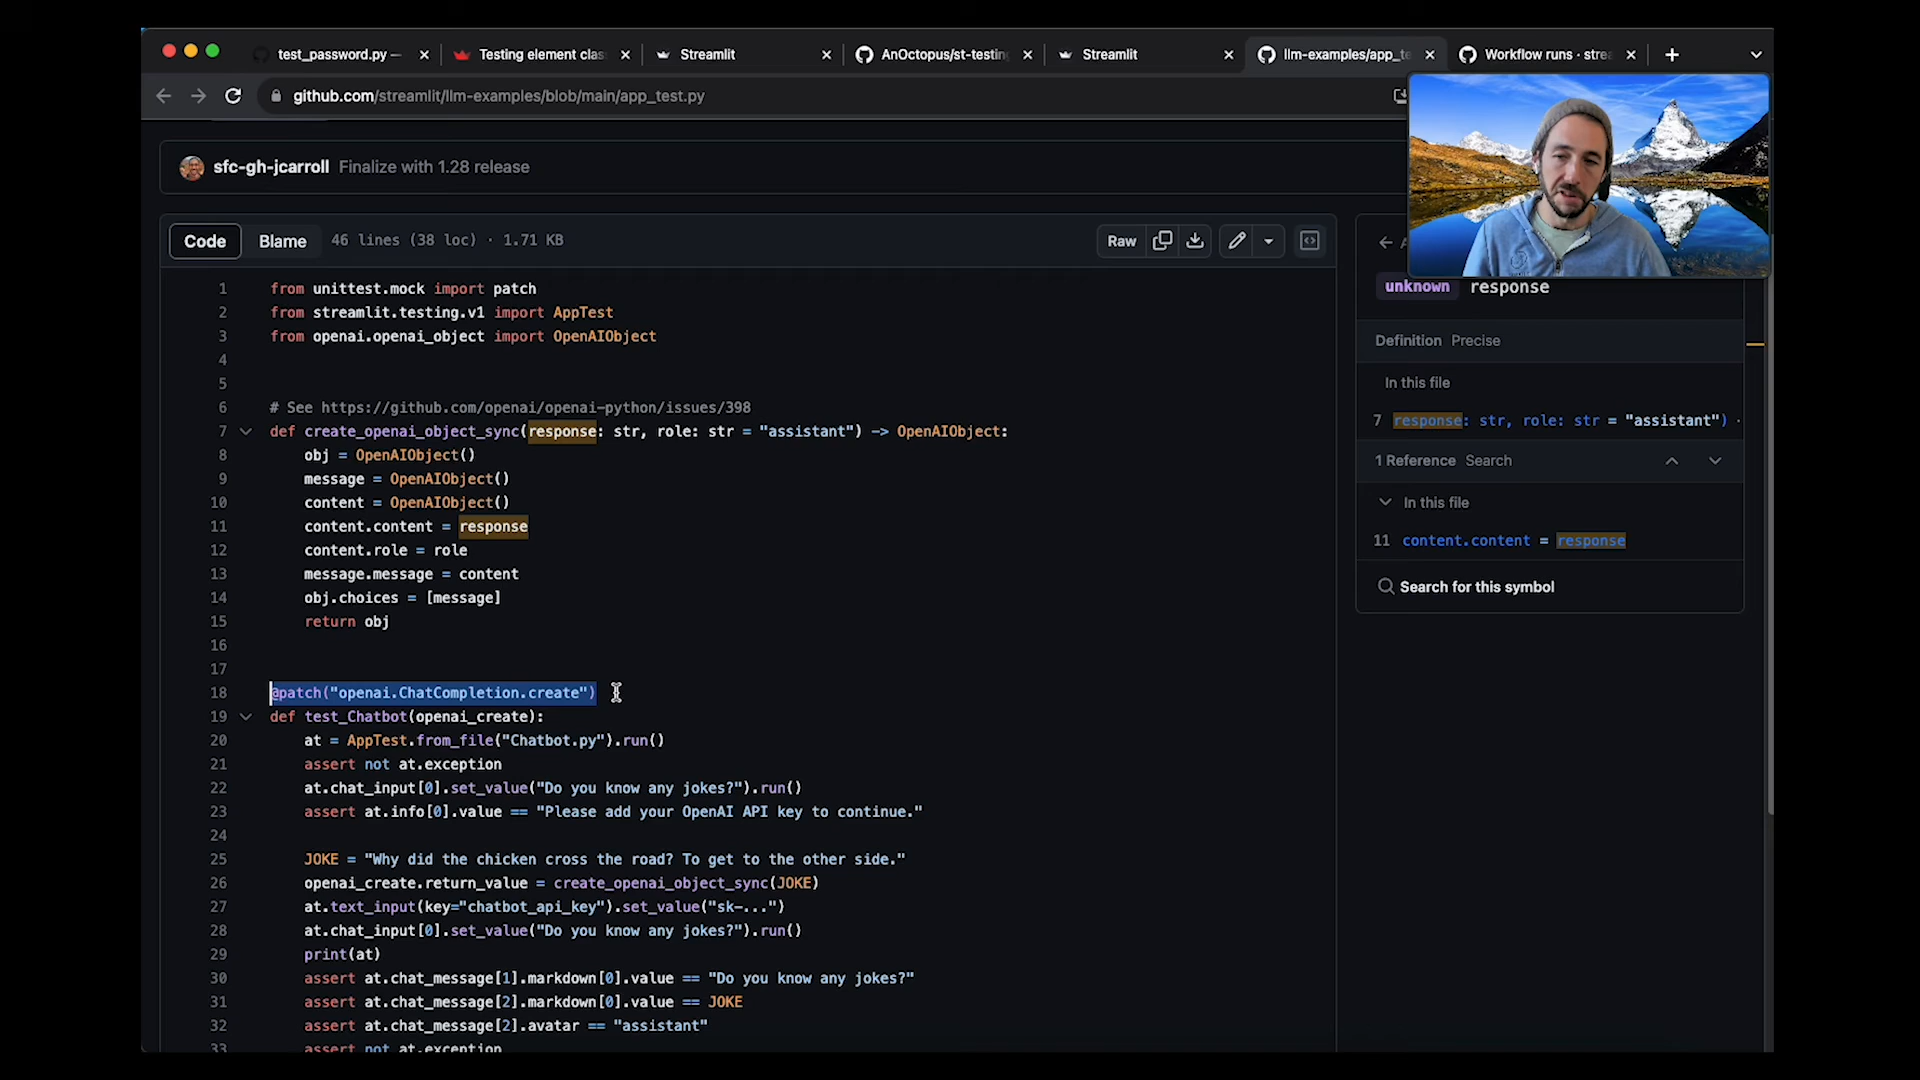 test_password.py —
Testing element clas
Streamlit
AnOctopus/st-testing
Streamlit
llm-examples/app_te
Workflow runs · strea
github.com/streamlit/llm-examples/blob/main/app_test.py
sfc-gh-jcarroll Finalize with 1.28 release
Code Blame 46 lines (38 loc) · 1.71 KB Raw
1 from unittest.mock import patch
2 from streamlit.testing.v1 import AppTest
3 from openai.openai_object import OpenAIObject
4
5
6 # See https://github.com/openai/openai-python/issues/398
7 def create_openai_object_sync(response: str, role: str = "assistant") -> OpenAIObject:
8 obj = OpenAIObject()
9 message = OpenAIObject()
10 content = OpenAIObject()
11 content.content = response
12 content.role = role
13 message.message = content
14 obj.choices = [message]
15 return obj
16
17
18 @patch("openai.ChatCompletion.create")
19 def test_Chatbot(openai_create):
20 at = AppTest.from_file("Chatbot.py").run()
21 assert not at.exception
22 at.chat_input[0].set_value("Do you know any jokes?").run()
23 assert at.info[0].value == "Please add your OpenAI API key to continue."
24
25 JOKE = "Why did the chicken cross the road? To get to the other side."
26 openai_create.return_value = create_openai_object_sync(JOKE)
27 at.text_input(key="chatbot_api_key").set_value("sk-...")
28 at.chat_input[0].set_value("Do you know any jokes?").run()
29 print(at)
30 assert at.chat_message[1].markdown[0].value == "Do you know any jokes?"
31 assert at.chat_message[2].markdown[0].value == JOKE
32 assert at.chat_message[2].avatar == "assistant"
33 assert not at.exception
unknown response
Definition Precise
In this file
7 response: str, role: str = "assistant") -
1 Reference Search
In this file
11 content.content = response
Search for this symbol